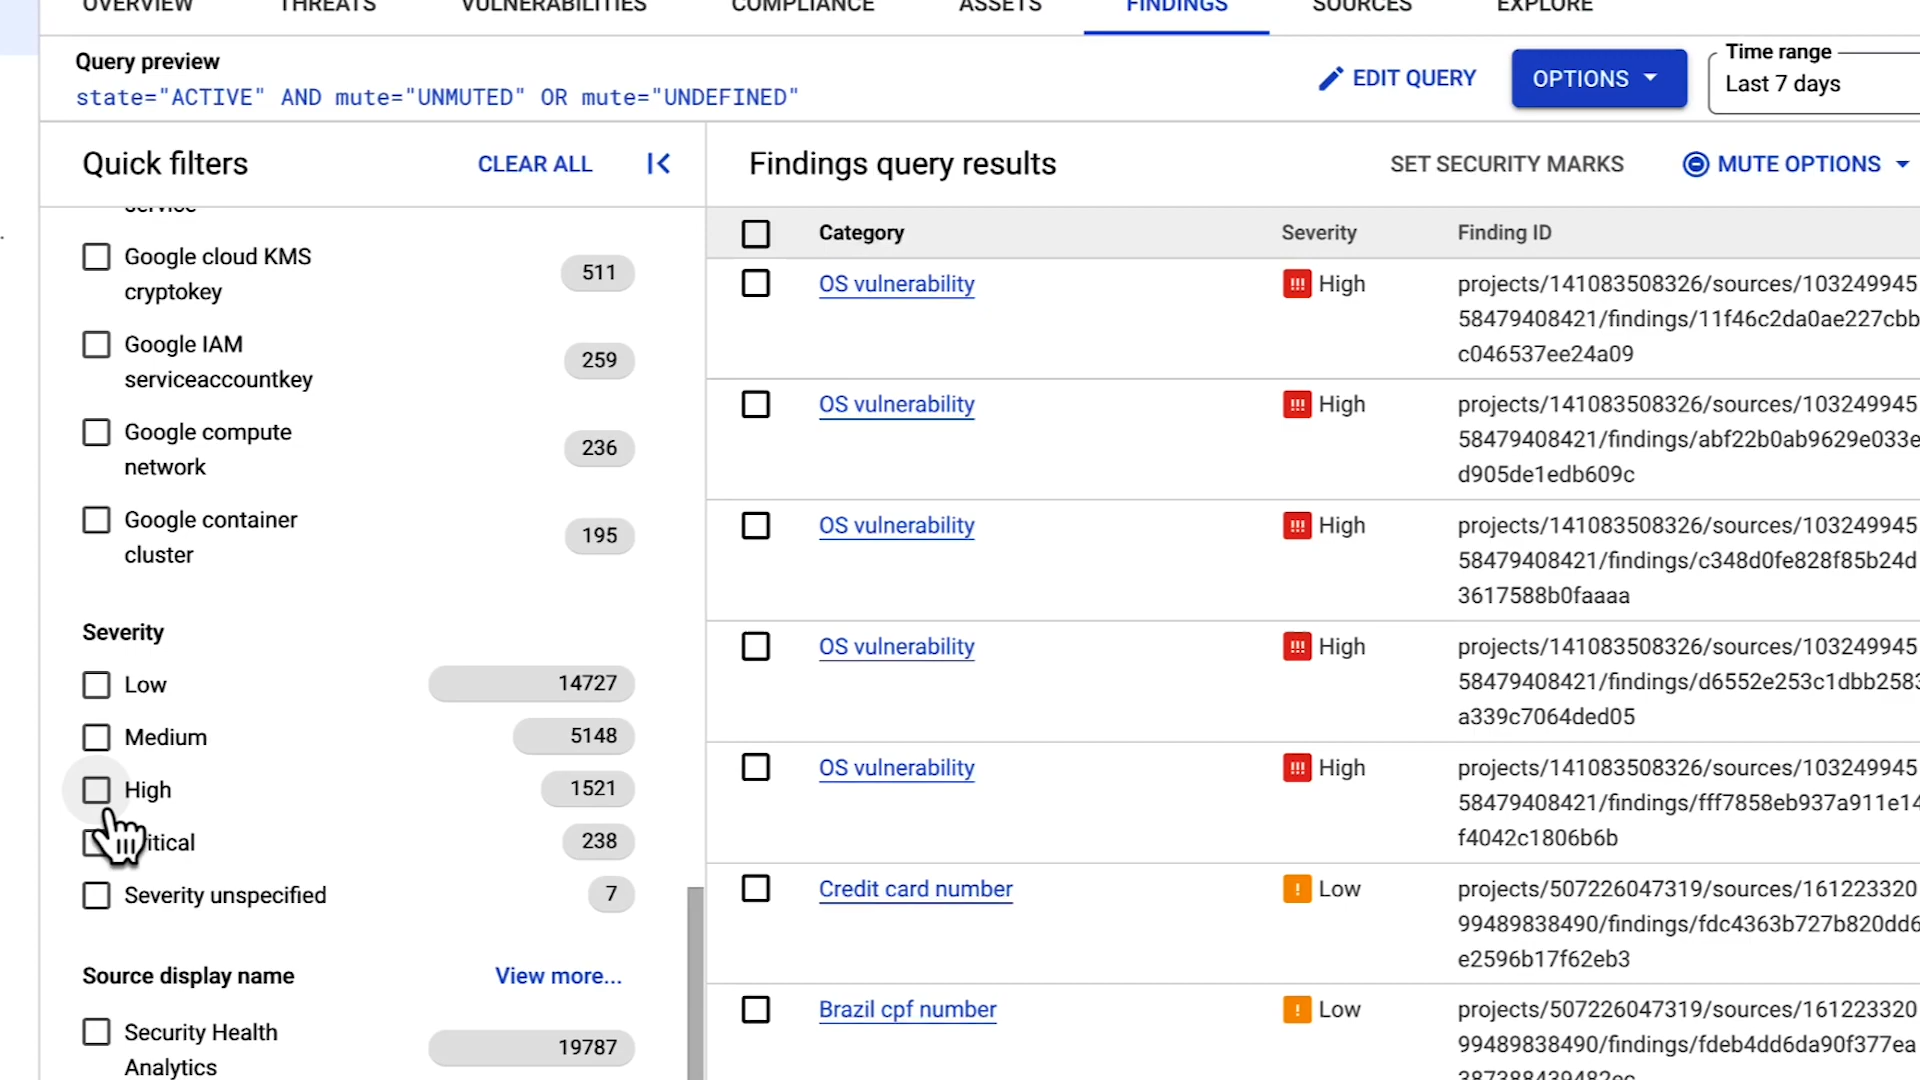 OVERVIEW THREATS VULNERABILITIES COMPLIANCE ASSETS FINDINGS SOURCES EXPLORE
Query preview
state="ACTIVE" AND mute="UNMUTED" OR mute="UNDEFINED"
EDIT QUERY
OPTIONS
Time range
Last 7 days
Quick filters
CLEAR ALL
service
Google cloud KMS
cryptokey
511
Google IAM
serviceaccountkey
259
Google compute
network
236
Google container
cluster
195
Severity
Low 14727
Medium 5148
High 1521
itical 238
Severity unspecified 7
Source display name View more...
Security Health
Analytics
19787
Findings query results
SET SECURITY MARKS
MUTE OPTIONS
Category Severity Finding ID
OS vulnerability !!! High projects/141083508326/sources/103249945
58479408421/findings/11f46c2da0ae227cbb
c046537ee24a09
OS vulnerability !!! High projects/141083508326/sources/103249945
58479408421/findings/abf22b0ab9629e033e
d905de1edb609c
OS vulnerability !!! High projects/141083508326/sources/103249945
58479408421/findings/c348d0fe828f85b24d
3617588b0faaaa
OS vulnerability !!! High projects/141083508326/sources/103249945
58479408421/findings/d6552e253c1dbb2583
a339c7064ded05
OS vulnerability !!! High projects/141083508326/sources/103249945
58479408421/findings/fff7858eb937a911e14
f4042c1806b6b
Credit card number ! Low projects/507226047319/sources/161223320
99489838490/findings/fdc4363b727b820dd6
e2596b17f62eb3
Brazil cpf number ! Low projects/507226047319/sources/161223320
99489838490/findings/fdeb4dd6da90f377ea
387388439482ec